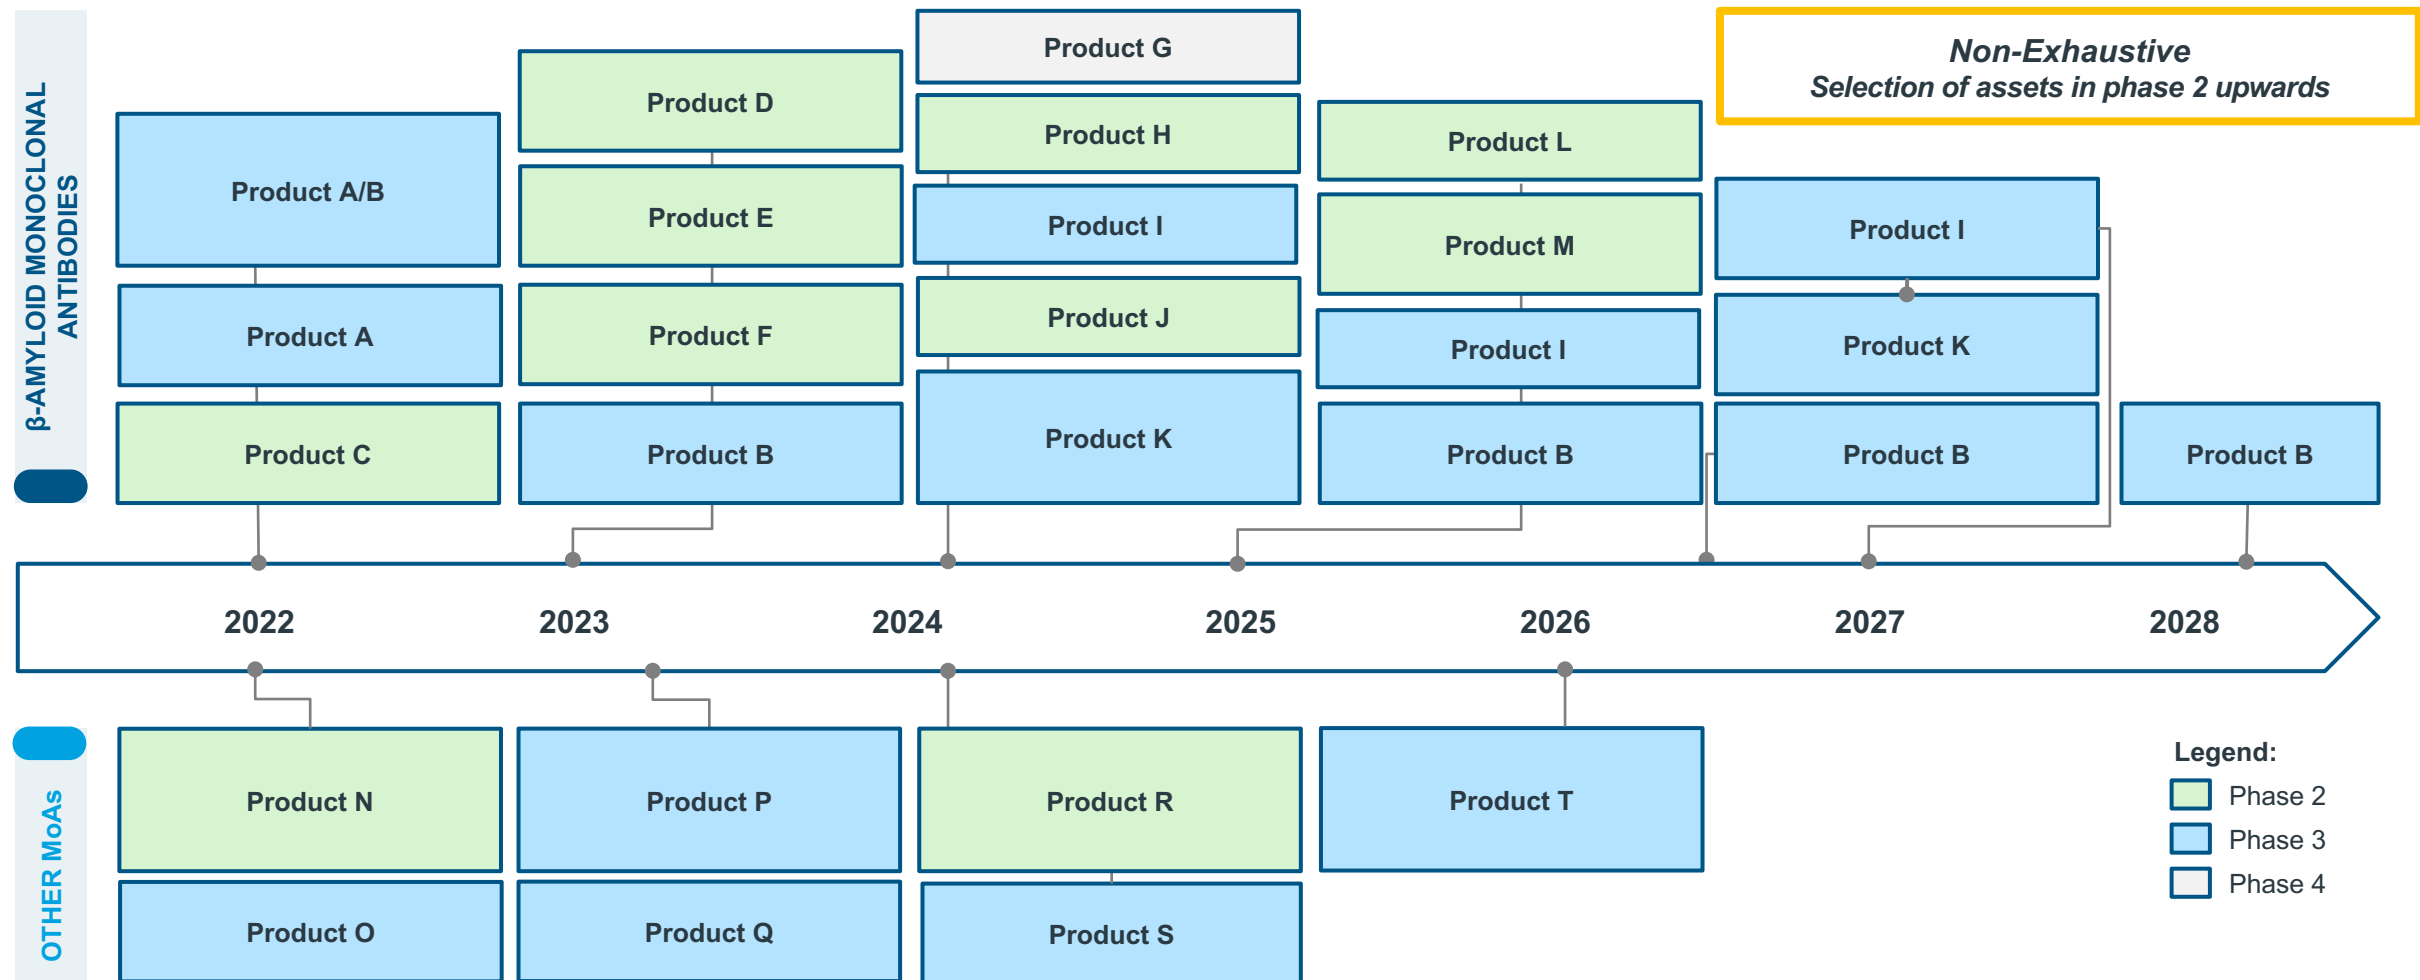 β-AMYLOID MONOCLONAL
ANTIBODIES
Product A/B
Product A
Product C
Product D
Product E
Product F
Product B
Product G
Product H
Product I
Product J
Product K
Product L
Product M
Product I
Product B
Non-Exhaustive
Selection of assets in phase 2 upwards
Product I
Product K
Product B
Product B
2022
2023
2024
2025
2026
2027
2028
OTHER MoAs
Product N
Product O
Product P
Product Q
Product R
Product S
Product T
Legend:
Phase 2
Phase 3
Phase 4